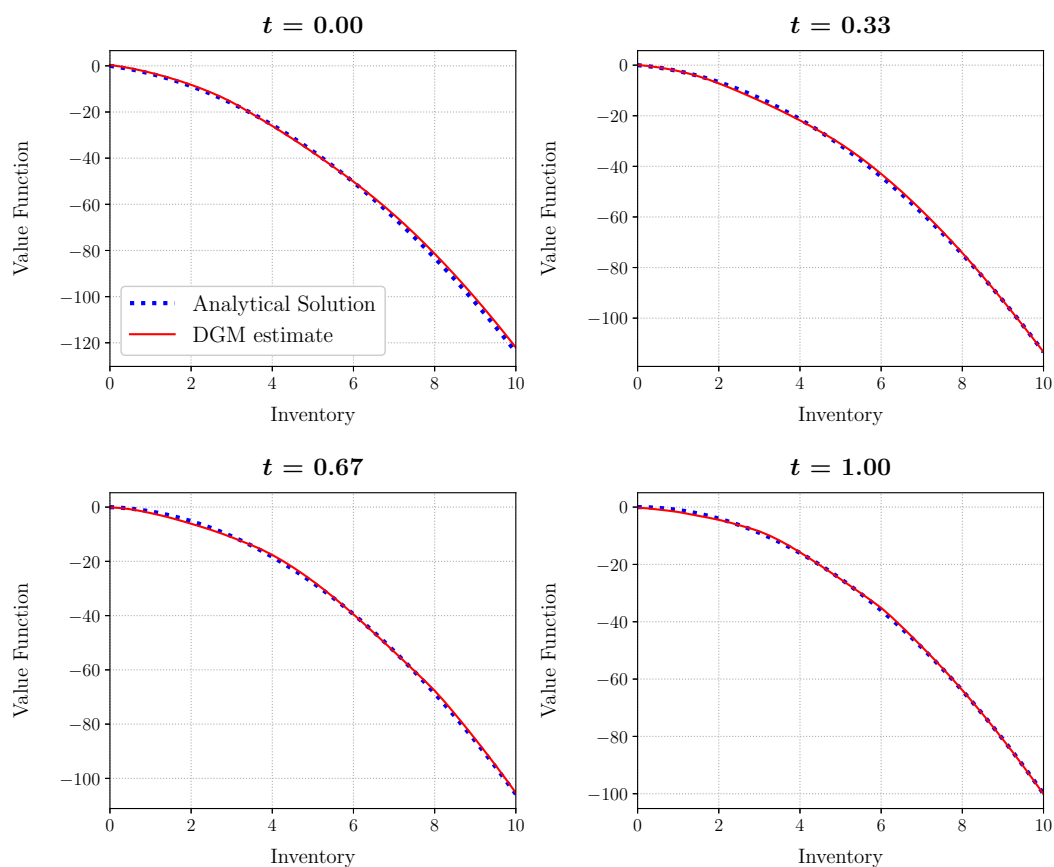 t = 0.00
0
−20
−40
−60
−80
−100
−120
Value Function
Analytical Solution
DGM estimate
0 2 4 6 8 10
Inventory
t = 0.33
0
−20
−40
−60
−80
−100
Value Function
0 2 4 6 8 10
Inventory
t = 0.67
0
−20
−40
−60
−80
−100
Value Function
0 2 4 6 8 10
Inventory
t = 1.00
0
−20
−40
−60
−80
−100
Value Function
0 2 4 6 8 10
Inventory